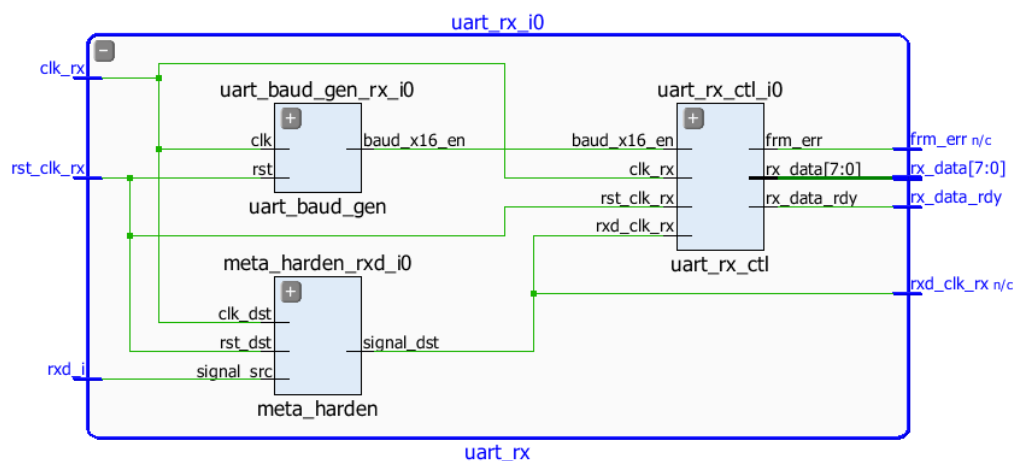 uart_rx_i0
clk_rx
uart_baud_gen_rx_i0
uart_rx_ctl_i0
clk
baud_x16_en
baud_x16_en
frm_err
frm_err n/c
rst_clk_rx
rst
clk_rx
rx_data[7:0]
rx_data[7:0]
uart_baud_gen
rst_clk_rx
rx_data_rdy
rx_data_rdy
rxd_clk_rx
meta_harden_rxd_i0
uart_rx_ctl
clk_dst
rxd_clk_rx n/c
rst_dst
signal_dst
rxd_i
signal_src
meta_harden
uart_rx